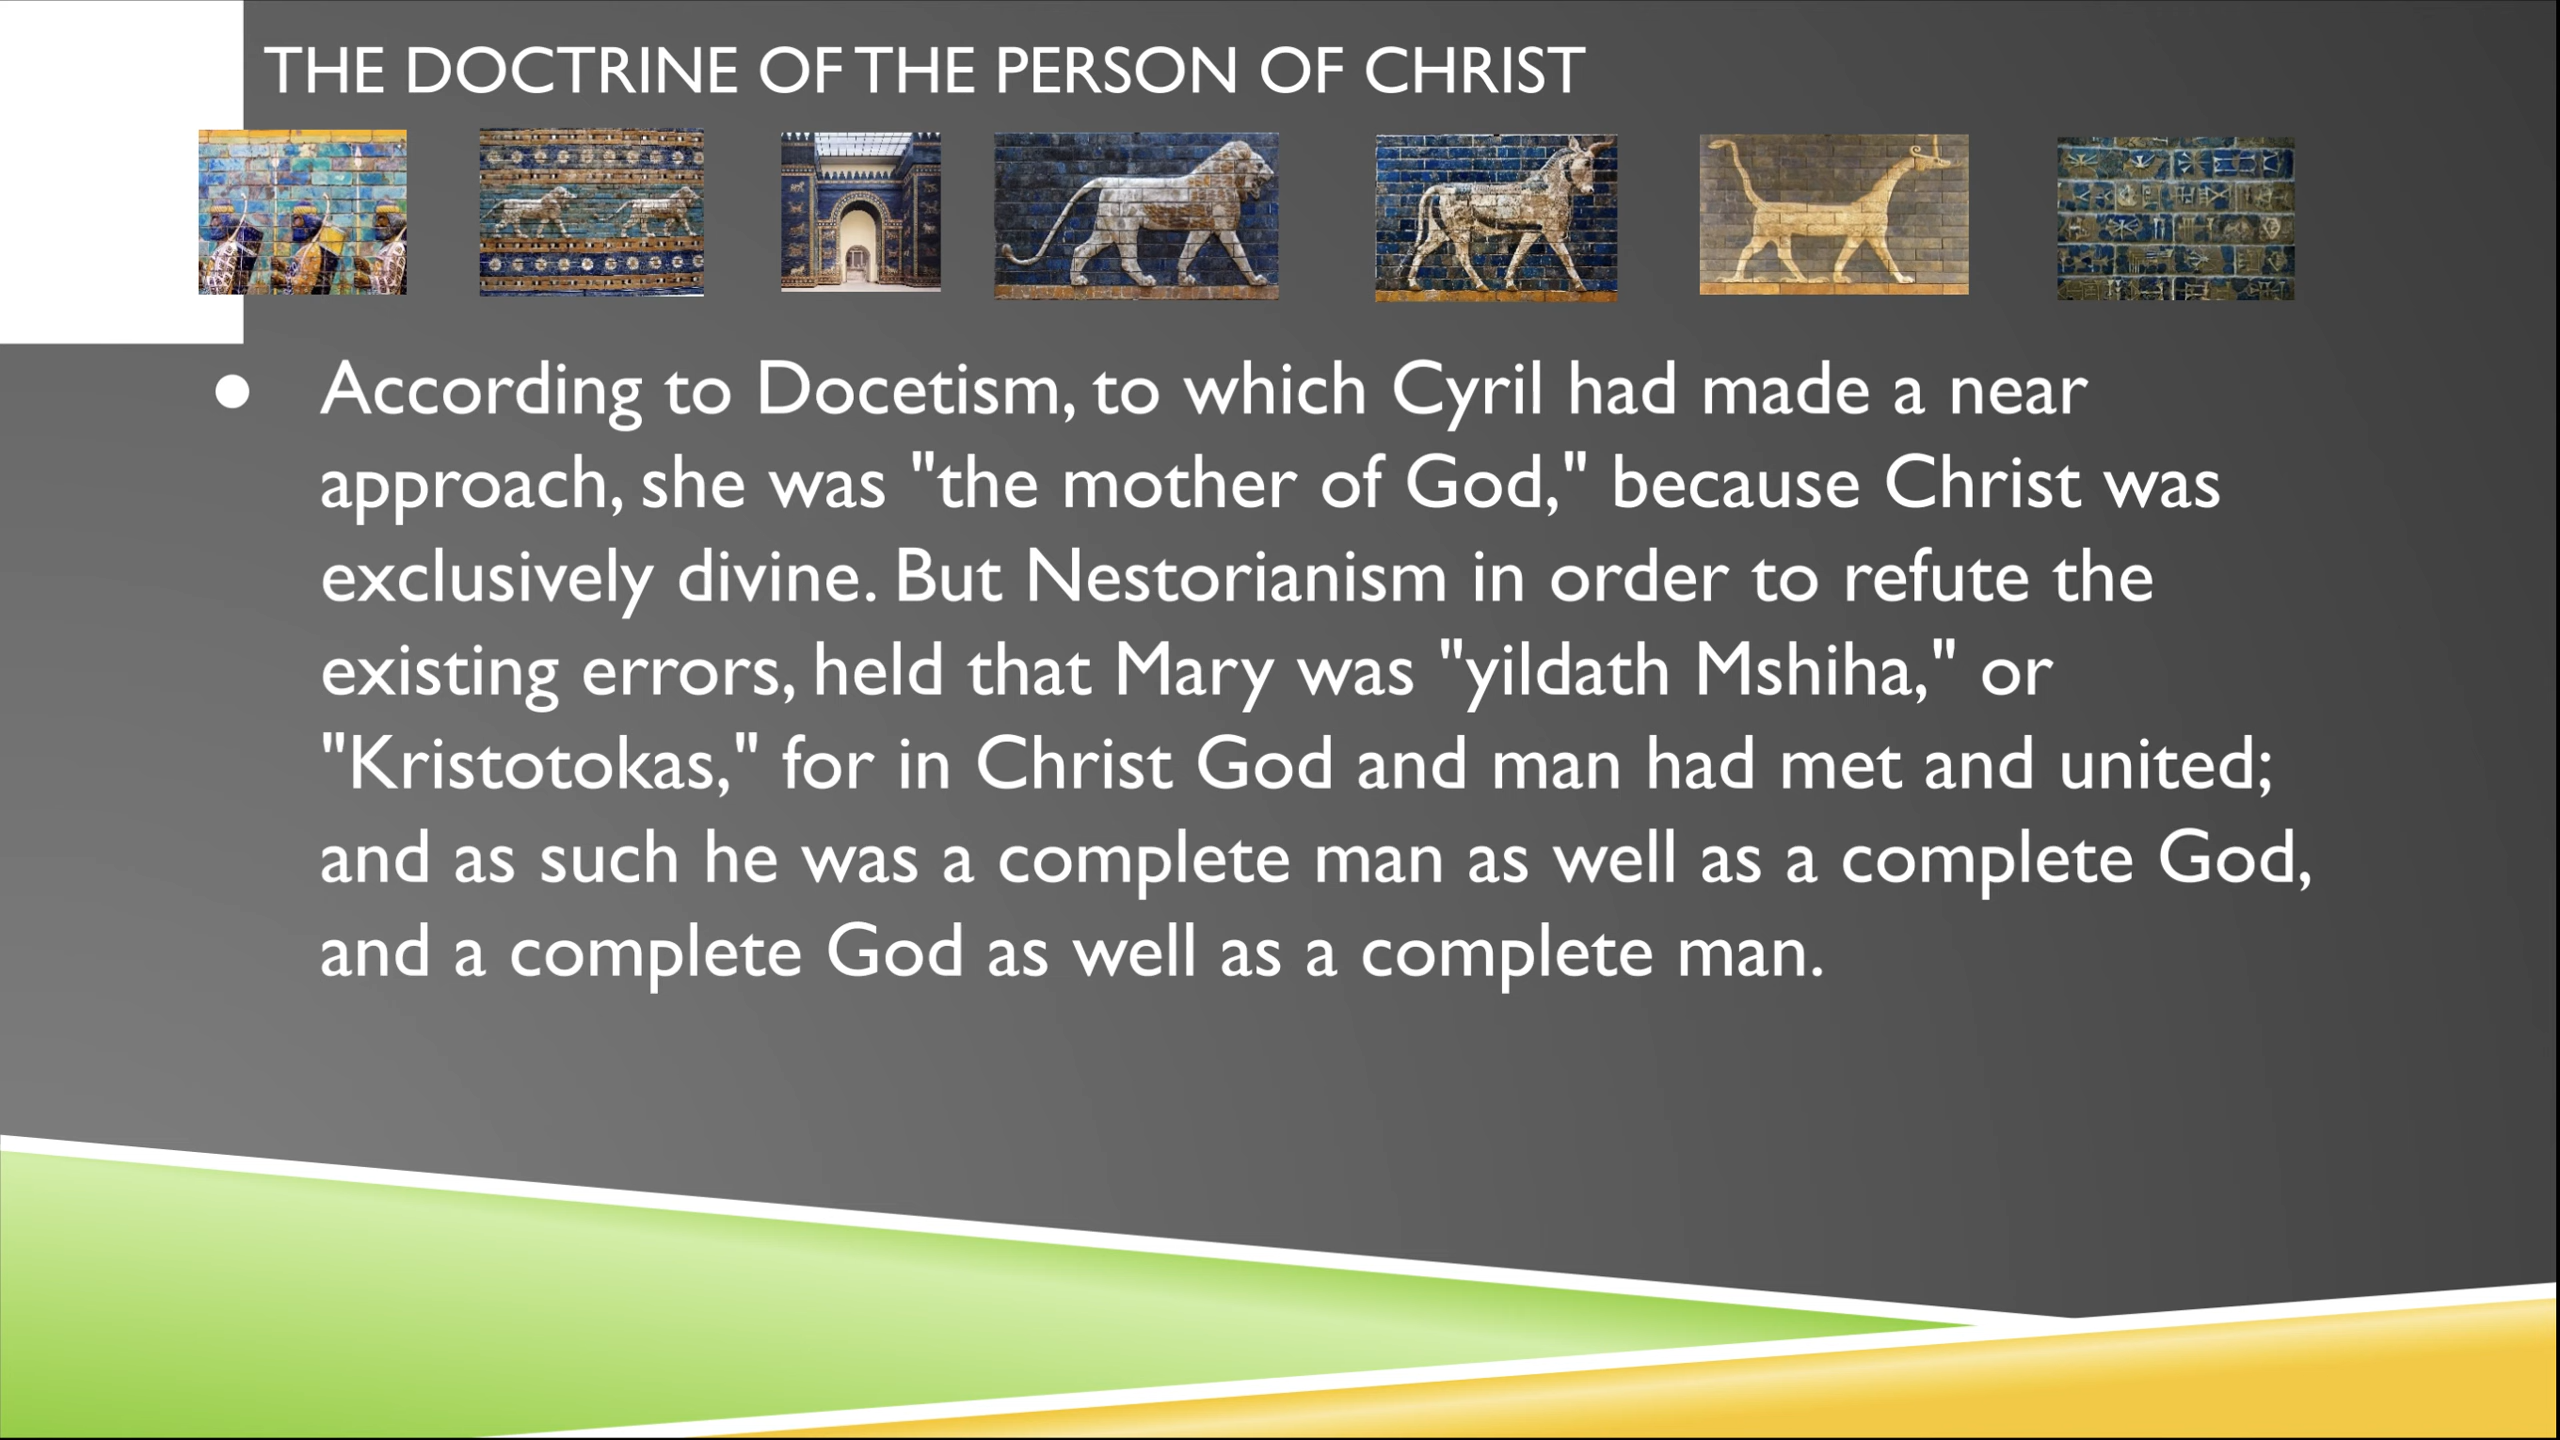 THE DOCTRINE OF THE PERSON OF CHRIST
● According to Docetism, to which Cyril had made a near
approach, she was "the mother of God," because Christ was
exclusively divine. But Nestorianism in order to refute the
existing errors, held that Mary was "yildath Mshiha," or
"Kristotokas," for in Christ God and man had met and united;
and as such he was a complete man as well as a complete God,
and a complete God as well as a complete man.